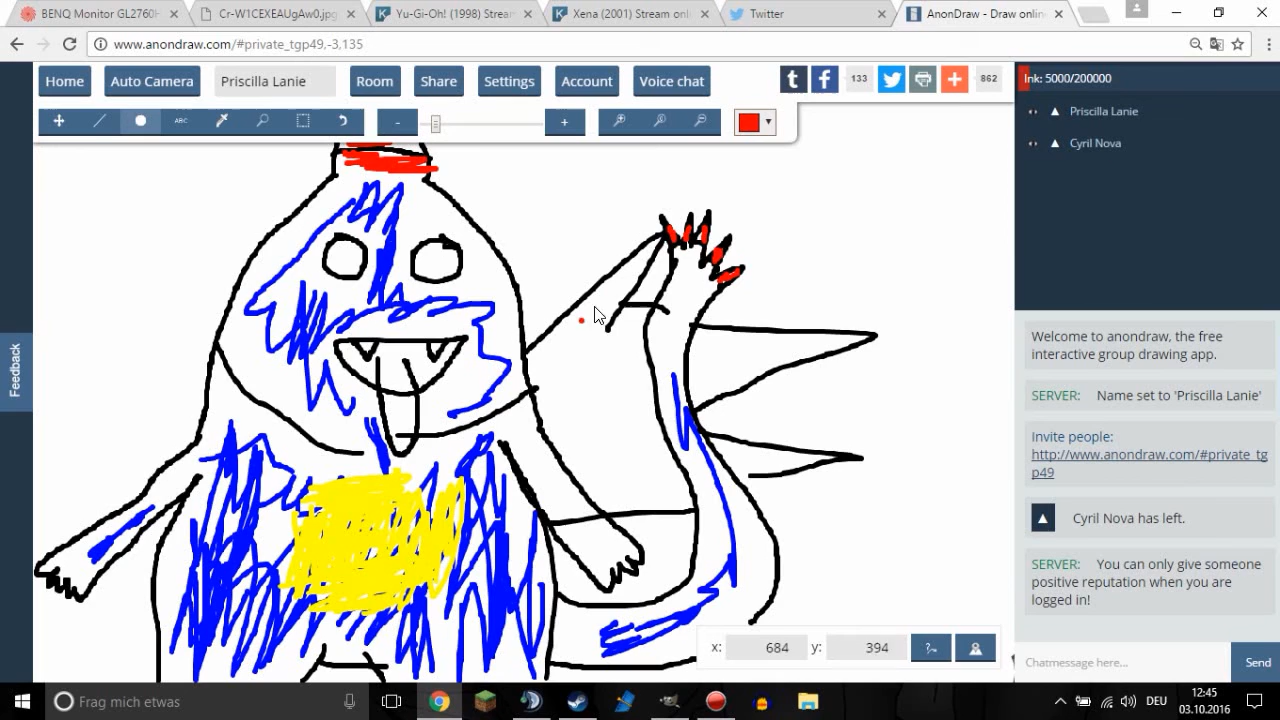 BENQ Monitor GL2760H
Cr-W1CEXEAUgAw0.jpg
Yu-Gi-Oh! (1998) Stream
Xena (2001) Stream onl
Twitter
AnonDraw - Draw online
www.anondraw.com/#private_tgp49,-3,135
Home
Auto Camera
Priscilla Lanie
Room
Share
Settings
Account
Voice chat
133
862
ABC
Ink: 5000/200000
Priscilla Lanie
Cyril Nova
Feedback
Welcome to anondraw, the free
interactive group drawing app.
SERVER: Name set to 'Priscilla Lanie'
Invite people:
http://www.anondraw.com/#private_tg
p49
Cyril Nova has left.
SERVER: You can only give someone
positive reputation when you are
logged in!
x: 684 y: 394
Chatmessage here...
Send
Frag mich etwas
DEU
12:45
03.10.2016